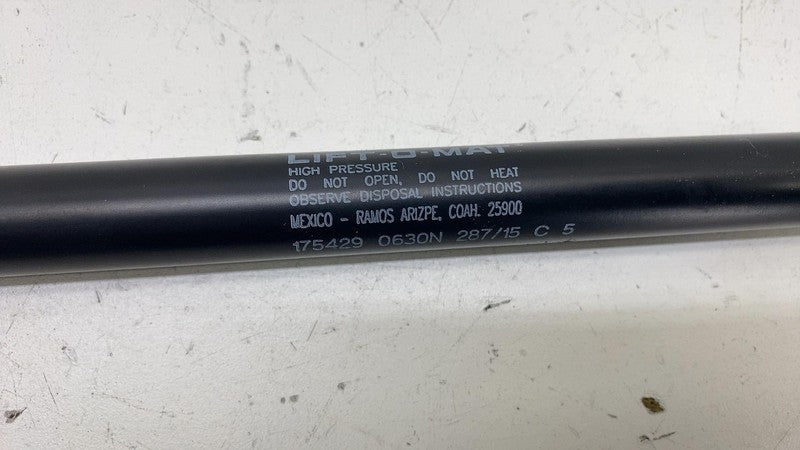 LIFT-O-MAT
HIGH PRESSURE
DO NOT OPEN, DO NOT HEAT
OBSERVE DISPOSAL INSTRUCTIONS
MEXICO - RAMOS ARIZPE, COAH. 25900
175429 0630N 287/15 C 5